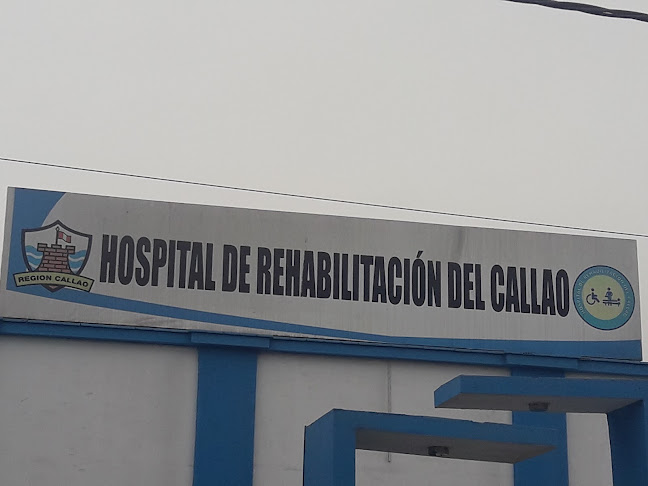 REGION CALLAO
HOSPITAL DE REHABILITACIÓN DEL CALLAO